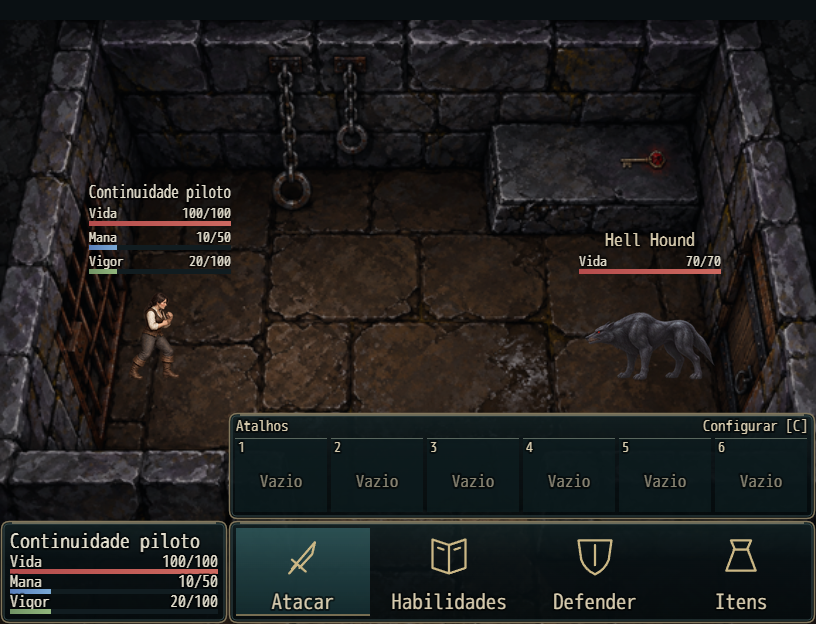 Continuidade piloto
Vida 100/100
Mana 10/50
Vigor 20/100
Hell Hound
Vida 70/70
Atalhos Configurar [C]
1 2 3 4 5 6
Vazio Vazio Vazio Vazio Vazio Vazio
Continuidade piloto
Vida 100/100
Mana 10/50
Vigor 20/100
Atacar Habilidades Defender Itens